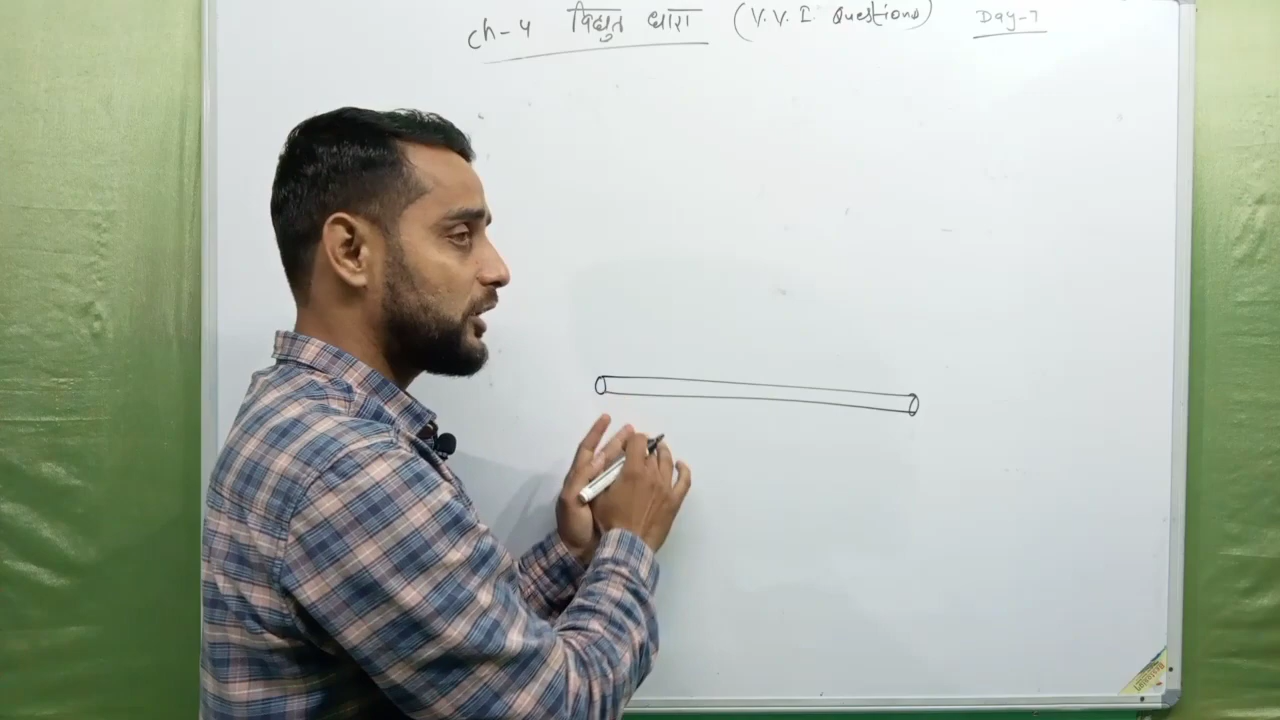 ch-4 विद्युत धारा (V.V.I. Questions) Day-7